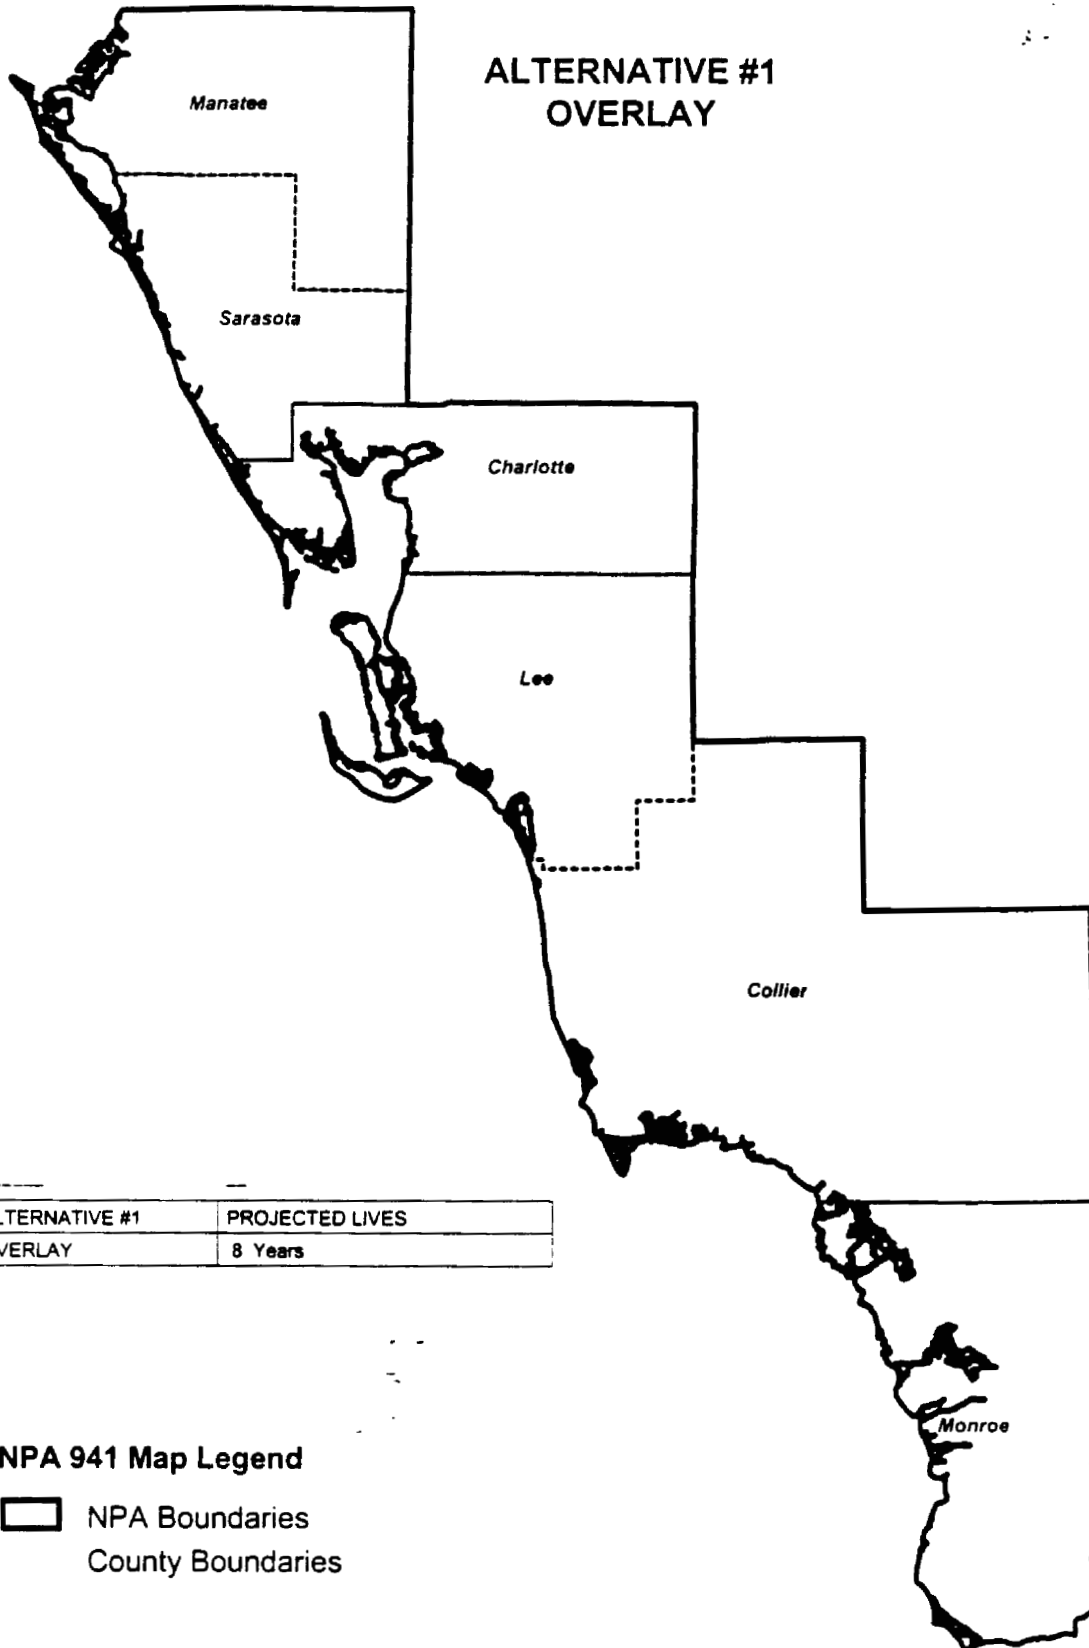 ALTERNATIVE #1
OVERLAY
Manatee
Sarasota
Charlotte
Lee
Collier
LTERNATIVE #1 PROJECTED LIVES
VERLAY 8 Years
Monroe
NPA 941 Map Legend
NPA Boundaries
County Boundaries